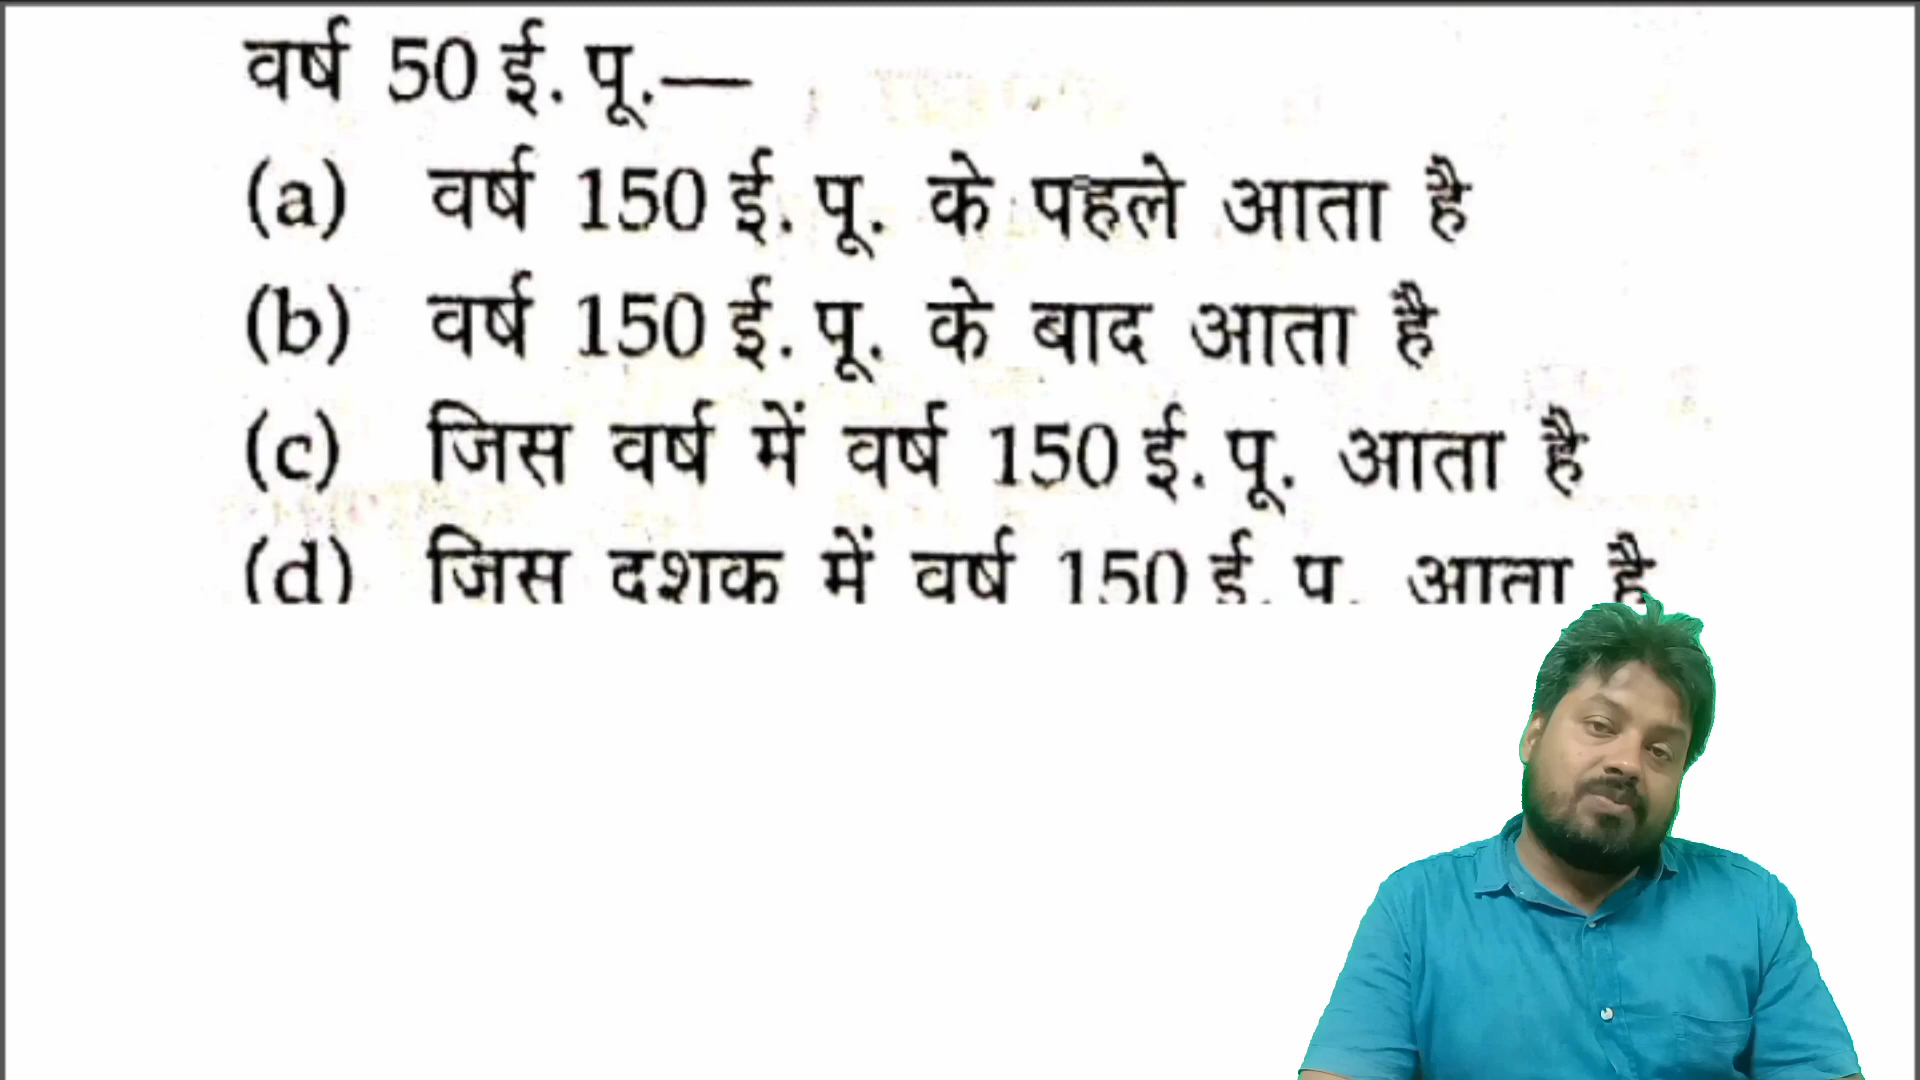 वर्ष 50 ई. पू.—
(a) वर्ष 150 ई. पू. के पहले आता है
(b) वर्ष 150 ई. पू. के बाद आता है
(c) जिस वर्ष में वर्ष 150 ई. पू. आता है
(d) जिस दशक में वर्ष 150 ई. पू. आता है